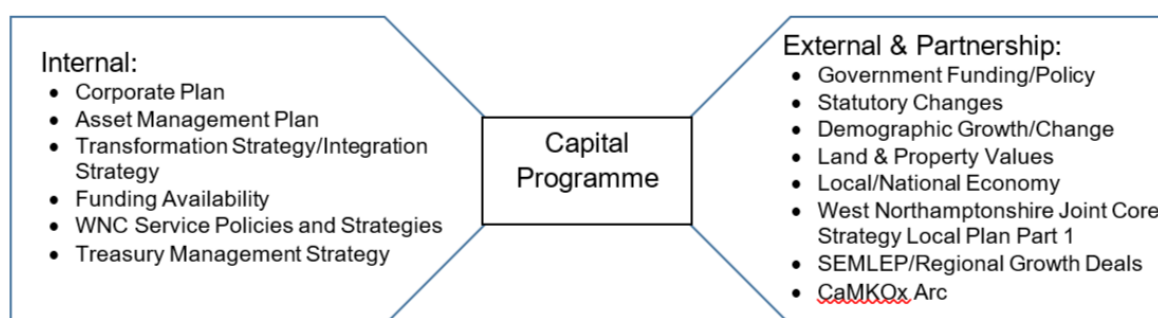 Internal:
• Corporate Plan
• Asset Management Plan
• Transformation Strategy/Integration
Strategy
• Funding Availability
• WNC Service Policies and Strategies
• Treasury Management Strategy
Capital
Programme
External & Partnership:
• Government Funding/Policy
• Statutory Changes
• Demographic Growth/Change
• Land & Property Values
• Local/National Economy
• West Northamptonshire Joint Core
Strategy Local Plan Part 1
• SEMLEP/Regional Growth Deals
• CaMKOx Arc